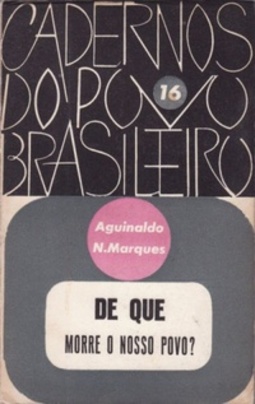 CADERNOS
DO POVO
16
BRASILEIRO
Aguinaldo
N.Marques
DE QUE
MORRE O NOSSO POVO?